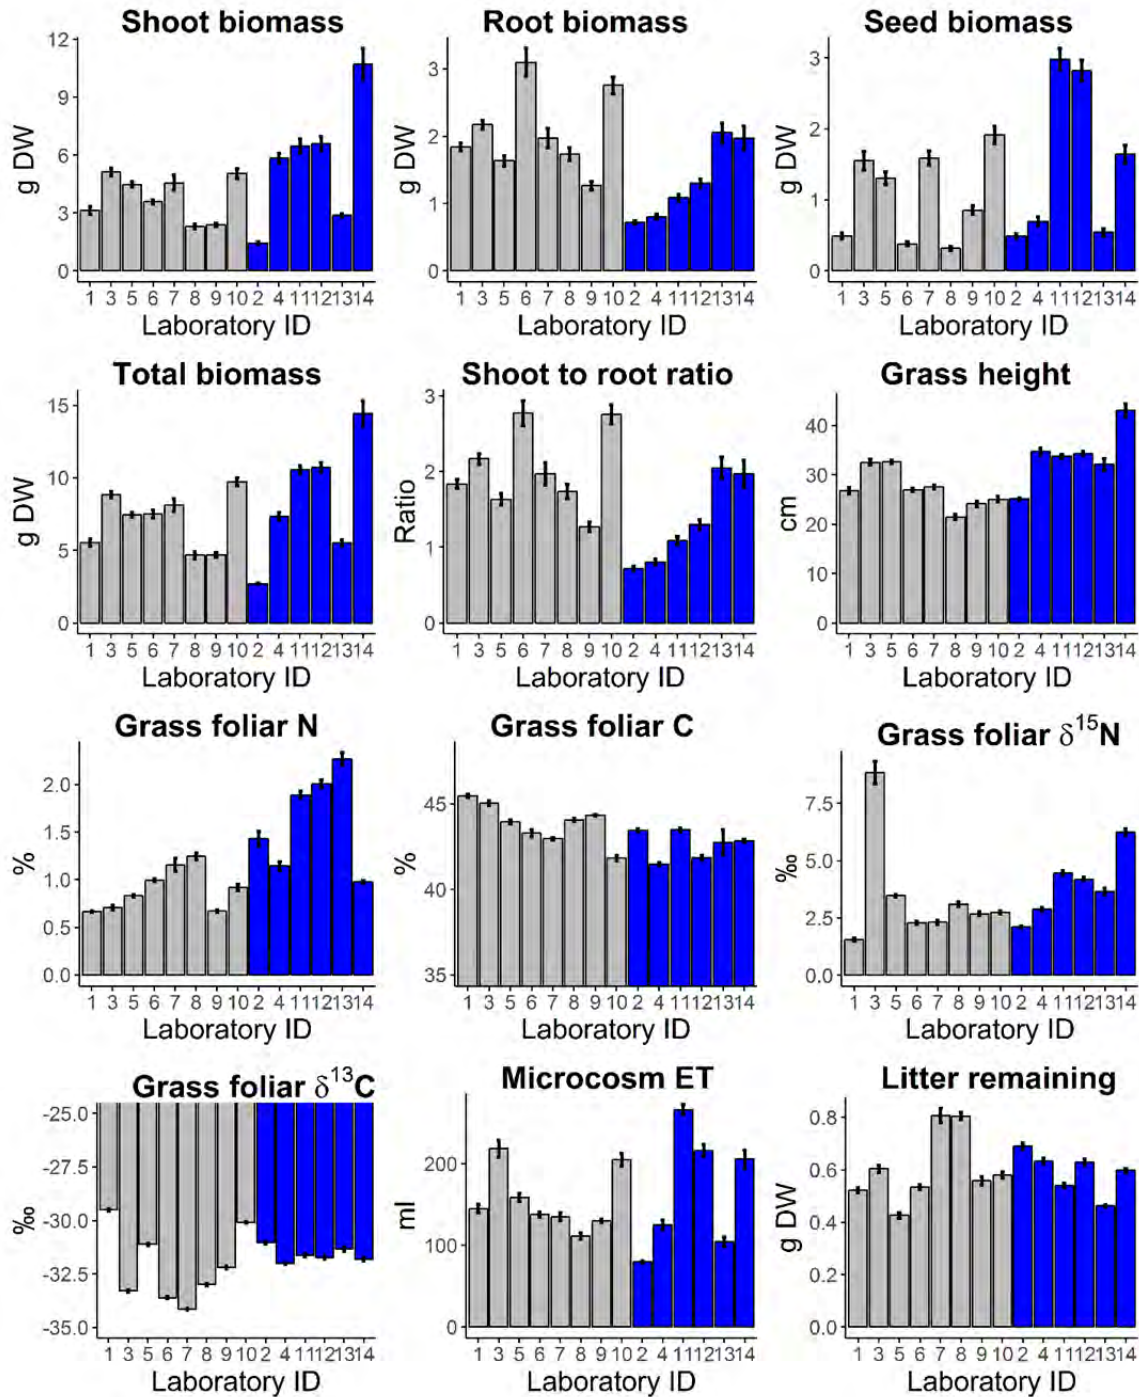 Shoot biomass
Root biomass
Seed biomass
12
9
6
3
0
g DW
1 3 5 6 7 8 9 10 2 4 11 12 13 14
Laboratory ID
3
2
1
0
g DW
1 3 5 6 7 8 9 10 2 4 11 12 13 14
Laboratory ID
3
2
1
0
g DW
1 3 5 6 7 8 9 10 2 4 11 12 13 14
Laboratory ID
Total biomass
Shoot to root ratio
Grass height
15
10
5
0
g DW
1 3 5 6 7 8 9 10 2 4 11 12 13 14
Laboratory ID
3
2
1
0
Ratio
1 3 5 6 7 8 9 10 2 4 11 12 13 14
Laboratory ID
40
30
20
10
0
cm
1 3 5 6 7 8 9 10 2 4 11 12 13 14
Laboratory ID
Grass foliar N
Grass foliar C
Grass foliar δ¹⁵N
2.0
1.5
1.0
0.5
0.0
%
1 3 5 6 7 8 9 10 2 4 11 12 13 14
Laboratory ID
45
40
35
%
1 3 5 6 7 8 9 10 2 4 11 12 13 14
Laboratory ID
7.5
5.0
2.5
0.0
‰
1 3 5 6 7 8 9 10 2 4 11 12 13 14
Laboratory ID
Grass foliar δ¹³C
Microcosm ET
Litter remaining
-25.0
-27.5
-30.0
-32.5
-35.0
‰
1 3 5 6 7 8 9 10 2 4 11 12 13 14
Laboratory ID
200
100
0
ml
1 3 5 6 7 8 9 10 2 4 11 12 13 14
Laboratory ID
0.8
0.6
0.4
0.2
0.0
g DW
1 3 5 6 7 8 9 10 2 4 11 12 13 14
Laboratory ID